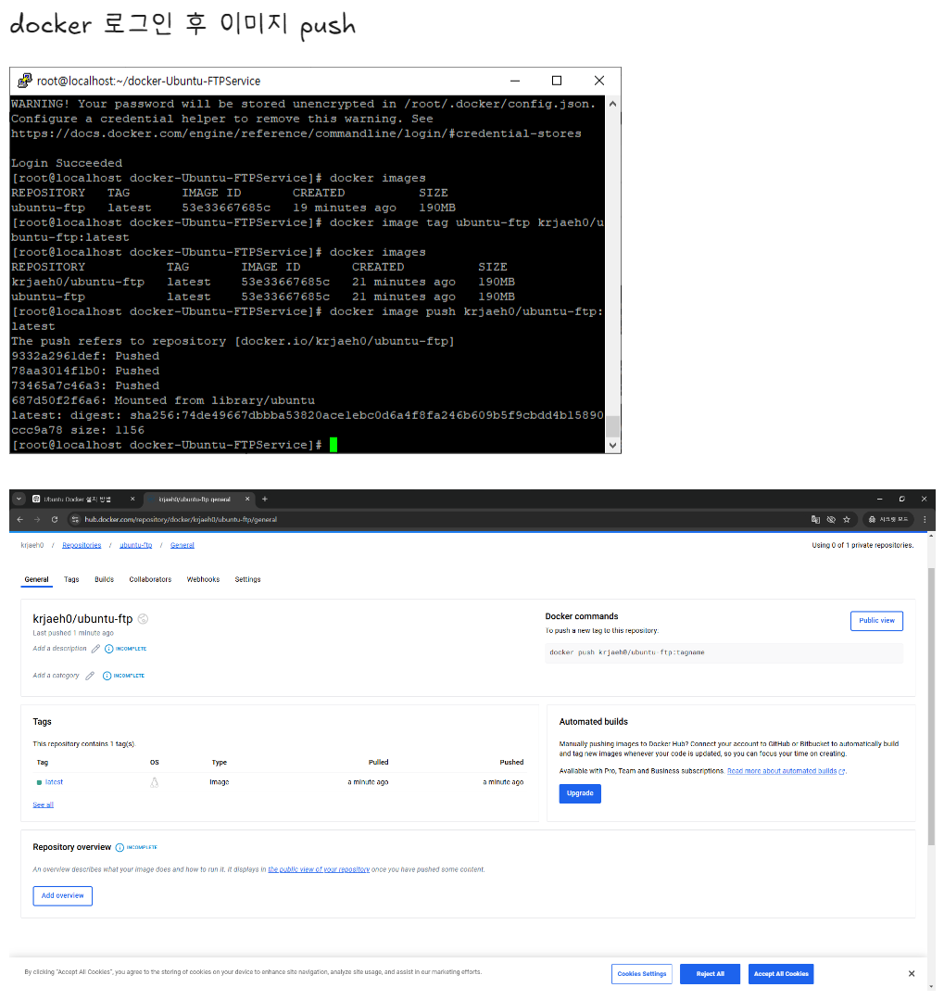 docker 로그인 후 이미지 push
root@localhost:~/docker-Ubuntu-FTPService
WARNING! Your password will be stored unencrypted in /root/.docker/config.json.
Configure a credential helper to remove this warning. See
https://docs.docker.com/engine/reference/commandline/login/#credential-stores
Login Succeeded
[root@localhost docker-Ubuntu-FTPService]# docker images
REPOSITORY TAG IMAGE ID CREATED SIZE
ubuntu-ftp latest 53e33667685c 19 minutes ago 190MB
[root@localhost docker-Ubuntu-FTPService]# docker image tag ubuntu-ftp krjaeh0/u
buntu-ftp:latest
[root@localhost docker-Ubuntu-FTPService]# docker images
REPOSITORY TAG IMAGE ID CREATED SIZE
krjaeh0/ubuntu-ftp latest 53e33667685c 21 minutes ago 190MB
ubuntu-ftp latest 53e33667685c 21 minutes ago 190MB
[root@localhost docker-Ubuntu-FTPService]# docker image push krjaeh0/ubuntu-ftp:
latest
The push refers to repository [docker.io/krjaeh0/ubuntu-ftp]
9332a2961def: Pushed
78aa3014f1b0: Pushed
73465a7c46a3: Pushed
687d50f2f6a6: Mounted from library/ubuntu
latest: digest: sha256:74de49667dbbba53820ace1ebc0d6a4f8fa246b609b5f9cbdd4b15890
ccc9a78 size: 1156
[root@localhost docker-Ubuntu-FTPService]#
Ubuntu Docker 설치 방법
krjaeh0/ubuntu-ftp general
hub.docker.com/repository/docker/krjaeh0/ubuntu-ftp/general
시크릿 모드
krjaeh0 / Repositories / ubuntu-ftp / General
Using 0 of 1 private repositories.
General Tags Builds Collaborators Webhooks Settings
krjaeh0/ubuntu-ftp
Last pushed 1 minute ago
Add a description INCOMPLETE
Add a category INCOMPLETE
Docker commands
Public view
To push a new tag to this repository:
docker push krjaeh0/ubuntu-ftp:tagname
Tags
This repository contains 1 tag(s).
Tag OS Type Pulled Pushed
latest Image a minute ago a minute ago
See all
Automated builds
Manually pushing images to Docker Hub? Connect your account to GitHub or Bitbucket to automatically build
and tag new images whenever your code is updated, so you can focus your time on creating.
Available with Pro, Team and Business subscriptions. Read more about automated builds.
Upgrade
Repository overview INCOMPLETE
An overview describes what your image does and how to run it. It displays in the public view of your repository once you have pushed some content.
Add overview
By clicking "Accept All Cookies", you agree to the storing of cookies on your device to enhance site navigation, analyze site usage, and assist in our marketing efforts.
Cookies Settings
Reject All
Accept All Cookies